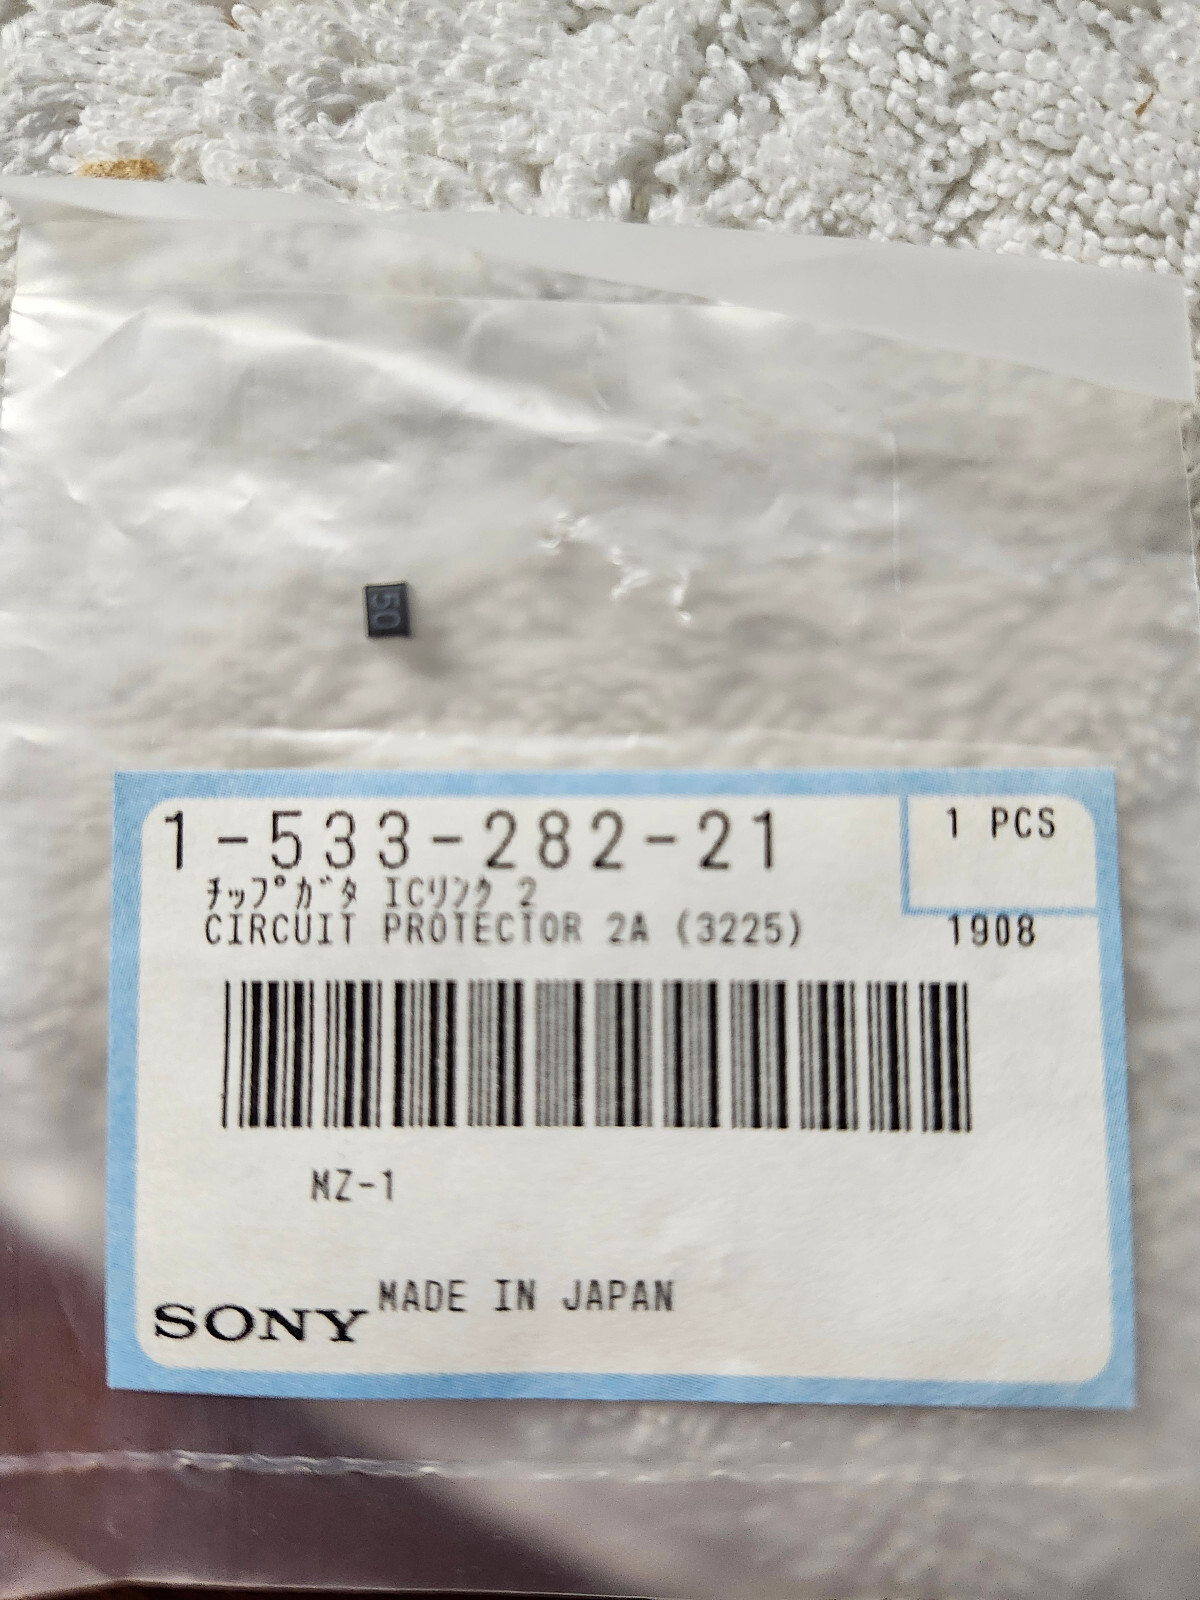 50
1-533-282-21
1 PCS
ﾁｯﾌﾟｶﾞﾀ ICﾘﾝｸ 2
CIRCUIT PROTECTOR 2A (3225)
1908
MZ-1
MADE IN JAPAN
SONY